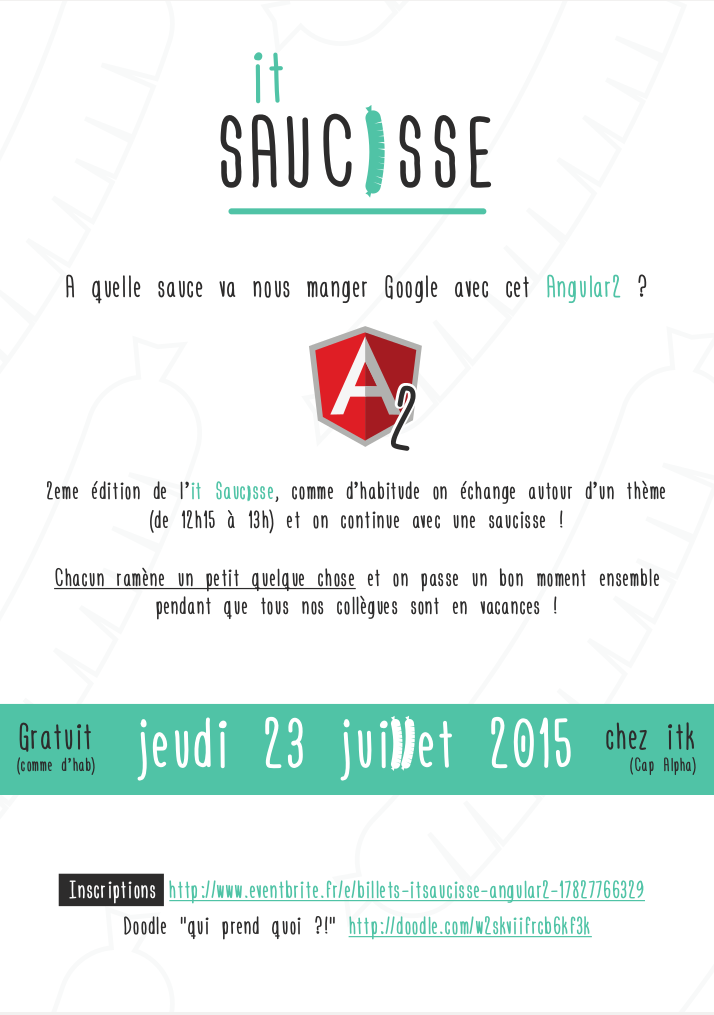 it
SAUCISSE
A quelle sauce va nous manger Google avec cet Angular2 ?
A2
2eme édition de l'it Saucisse, comme d'habitude on échange autour d'un thème
(de 12h15 à 13h) et on continue avec une saucisse !
Chacun ramène un petit quelque chose et on passe un bon moment ensemble
pendant que tous nos collègues sont en vacances !
Gratuit
(comme d'hab)
jeudi 23 juillet 2015
chez itk
(Cap Alpha)
Inscriptions http://www.eventbrite.fr/e/billets-itsaucisse-angular2-17827766329
Doodle "qui prend quoi ?!" http://doodle.com/w2skviifrcb6kf3k